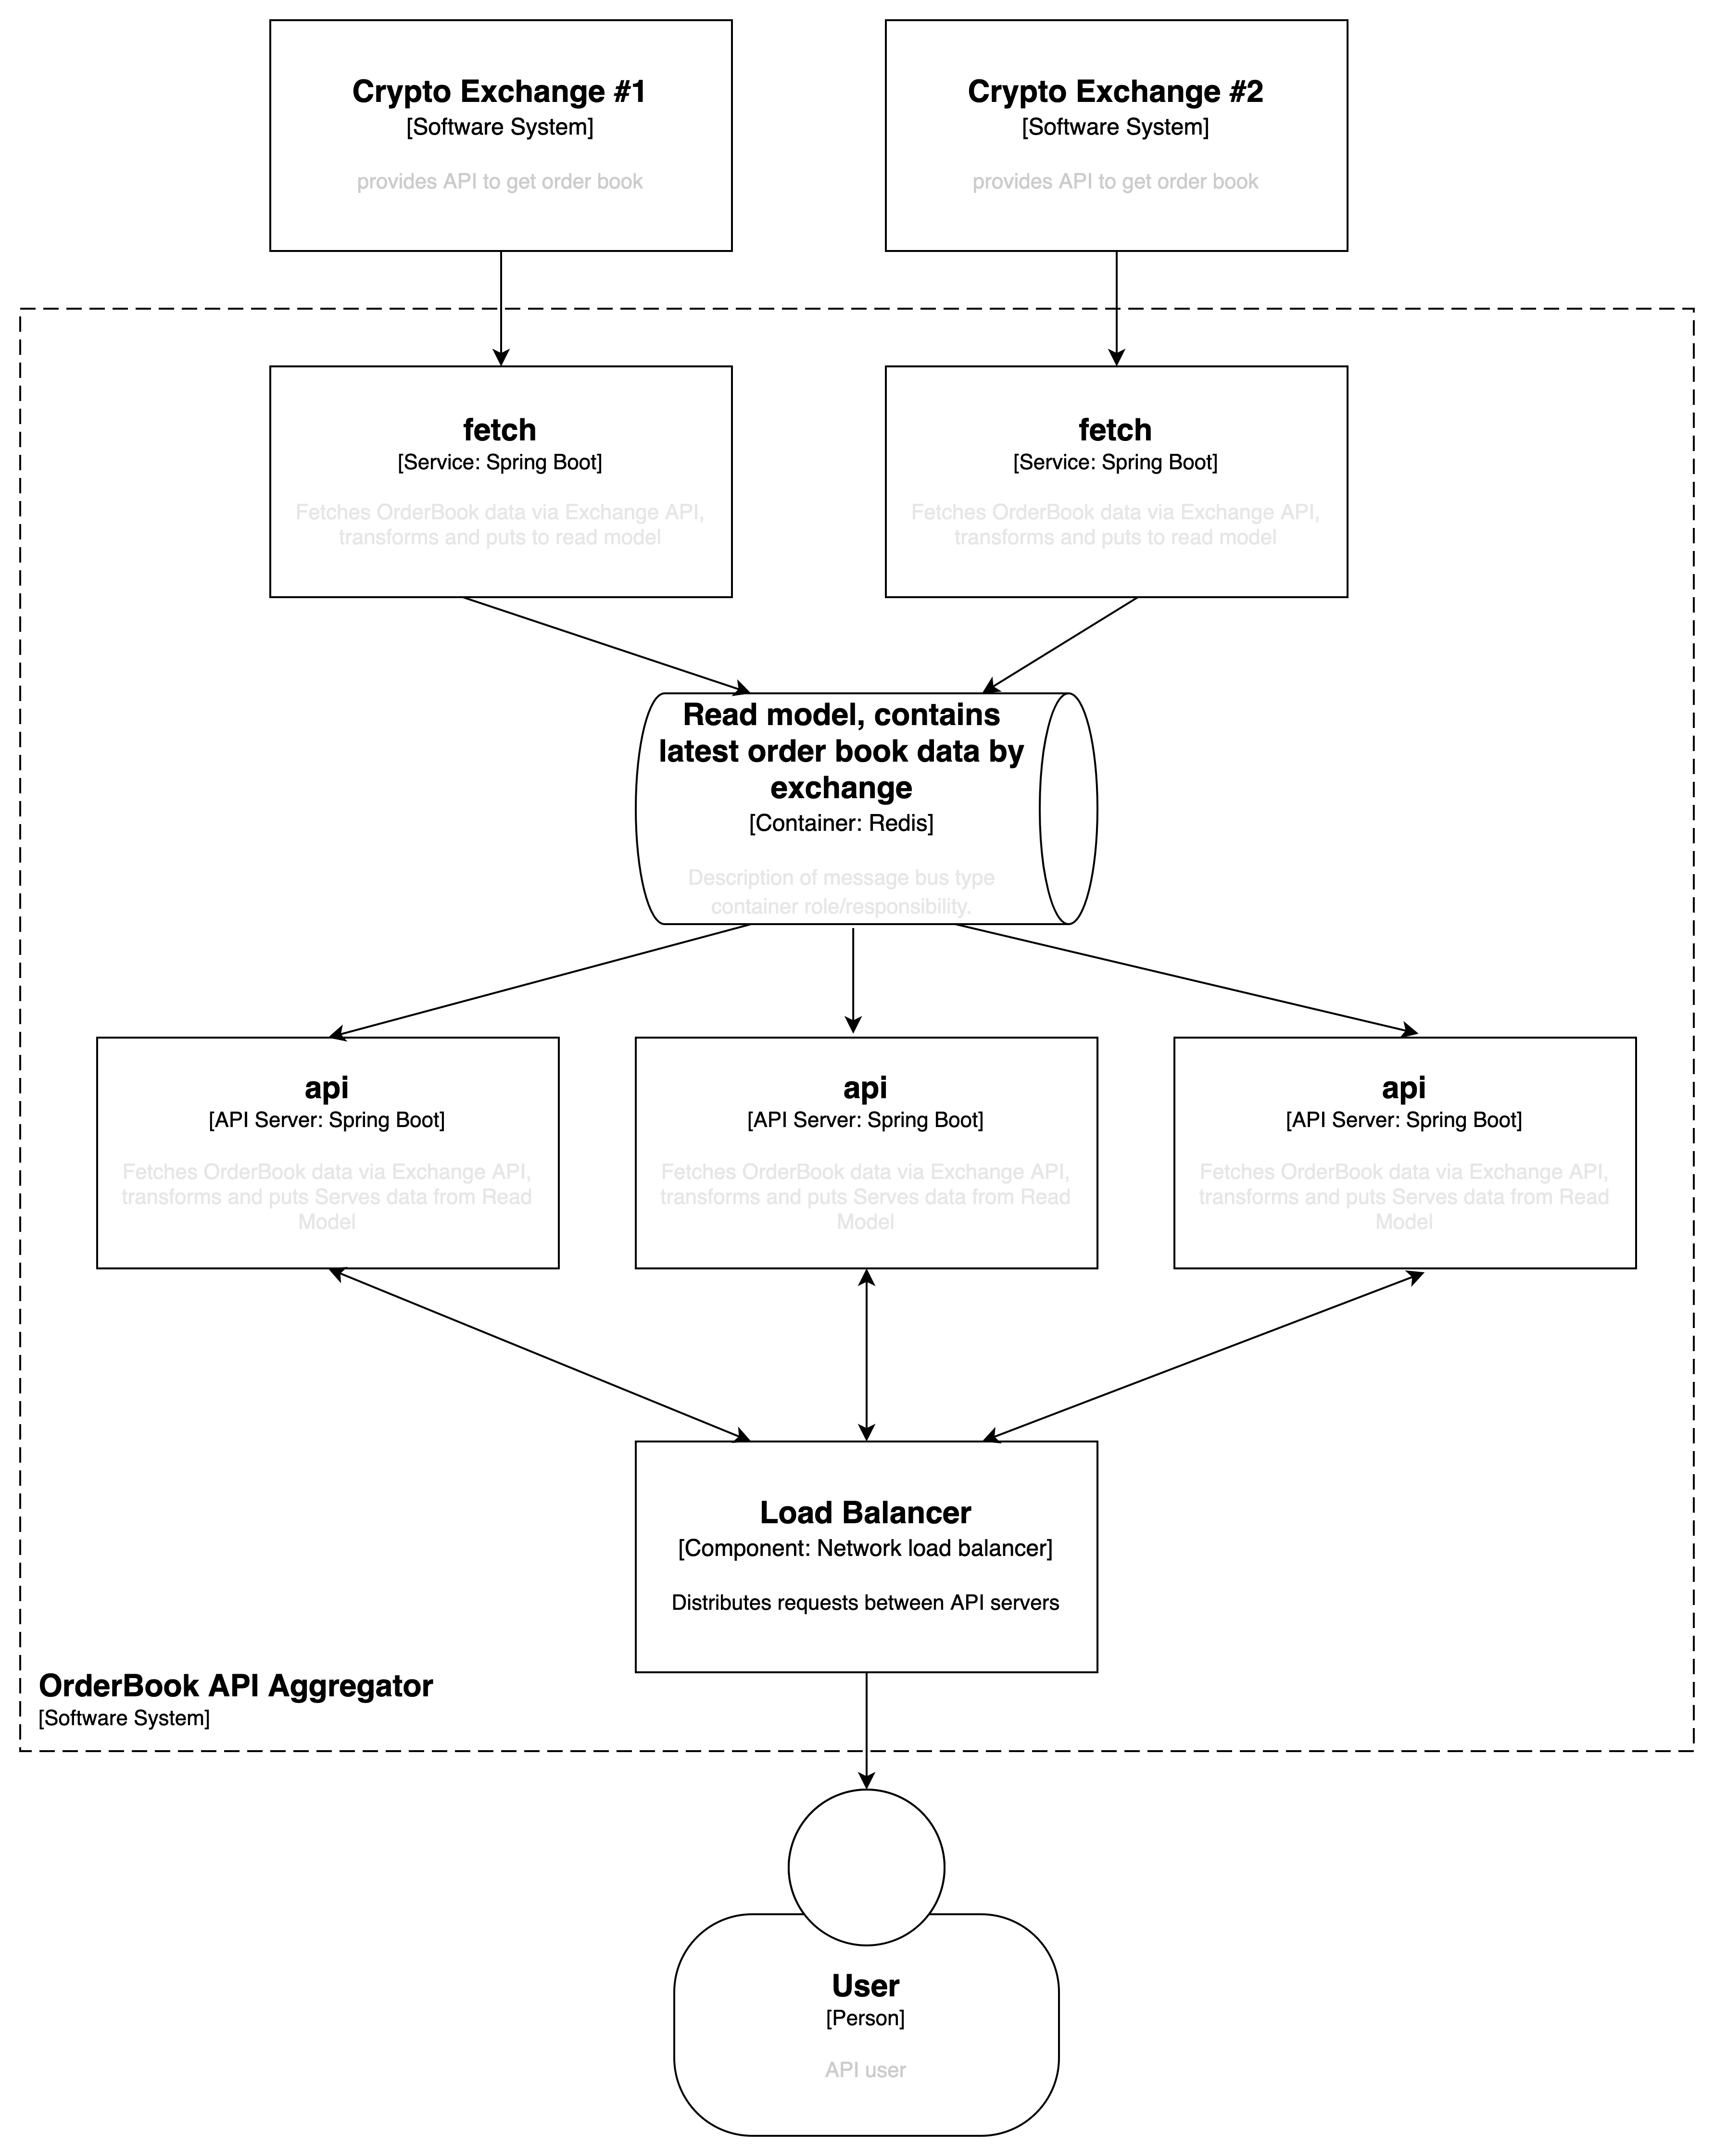 Crypto Exchange #1
[Software System]
provides API to get order book
Crypto Exchange #2
[Software System]
provides API to get order book
fetch
[Service: Spring Boot]
Fetches OrderBook data via Exchange API,
transforms and puts to read model
fetch
[Service: Spring Boot]
Fetches OrderBook data via Exchange API,
transforms and puts to read model
Read model, contains
latest order book data by
exchange
[Container: Redis]
Description of message bus type
container role/responsibility.
api
[API Server: Spring Boot]
Fetches OrderBook data via Exchange API,
transforms and puts Serves data from Read
Model
api
[API Server: Spring Boot]
Fetches OrderBook data via Exchange API,
transforms and puts Serves data from Read
Model
api
[API Server: Spring Boot]
Fetches OrderBook data via Exchange API,
transforms and puts Serves data from Read
Model
Load Balancer
[Component: Network load balancer]
Distributes requests between API servers
OrderBook API Aggregator
[Software System]
User
[Person]
API user